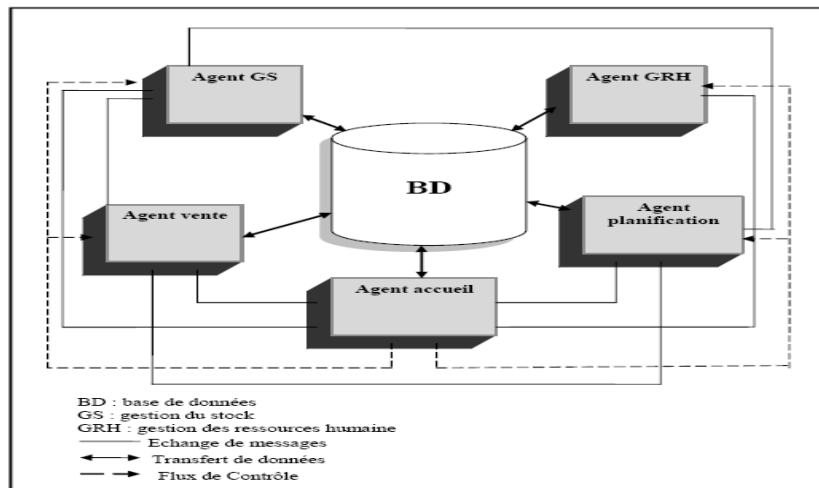 Agent GS
Agent GRH
BD
Agent vente
Agent
planification
Agent accueil
BD : base de données
GS : gestion du stock
GRH : gestion des ressources humaine
Echange de messages
Transfert de données
Flux de Contrôle